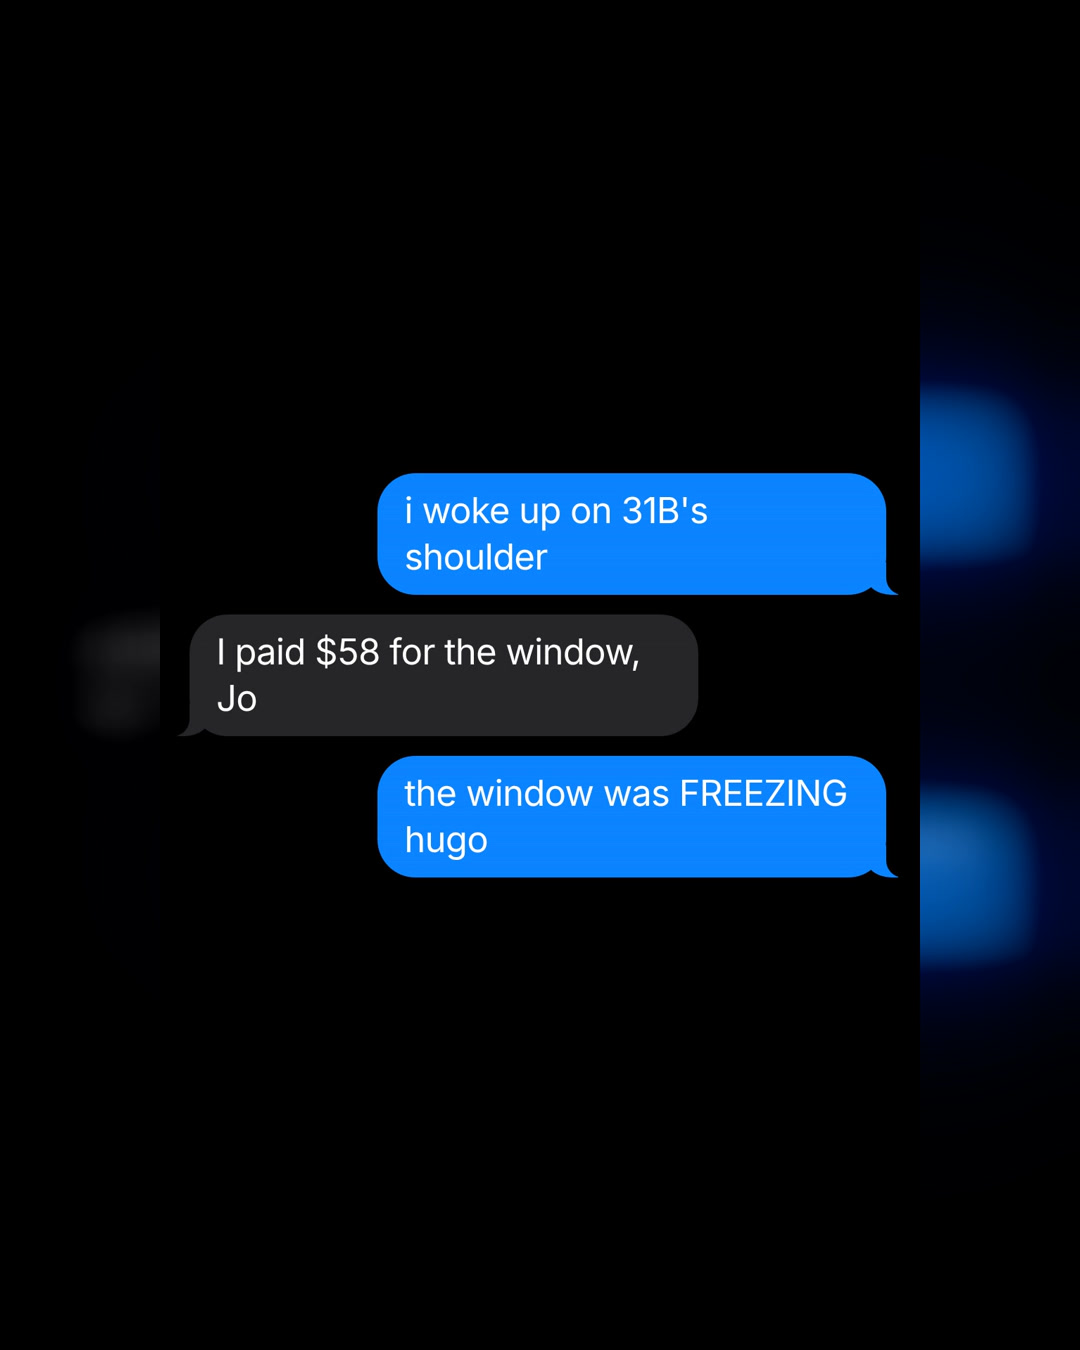 i woke up on 31B's
shoulder
I paid $58 for the window,
Jo
the window was FREEZING
hugo